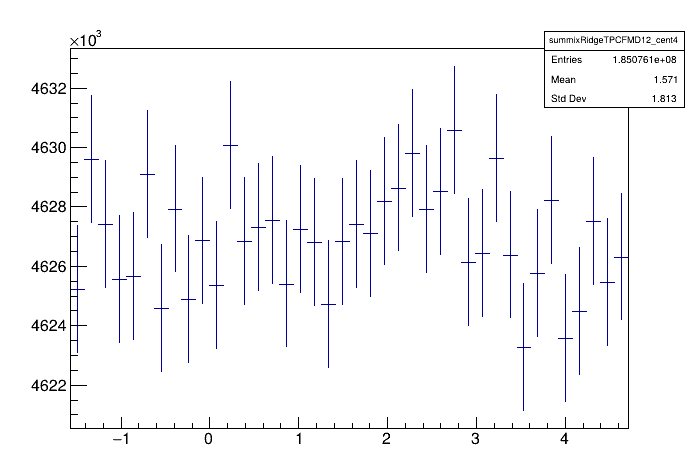 ×10³
summixRidgeTPCFMD12_cent4
Entries 1.850761e+08
Mean 1.571
Std Dev 1.813
4632
4630
4628
4626
4624
4622
−1 0 1 2 3 4